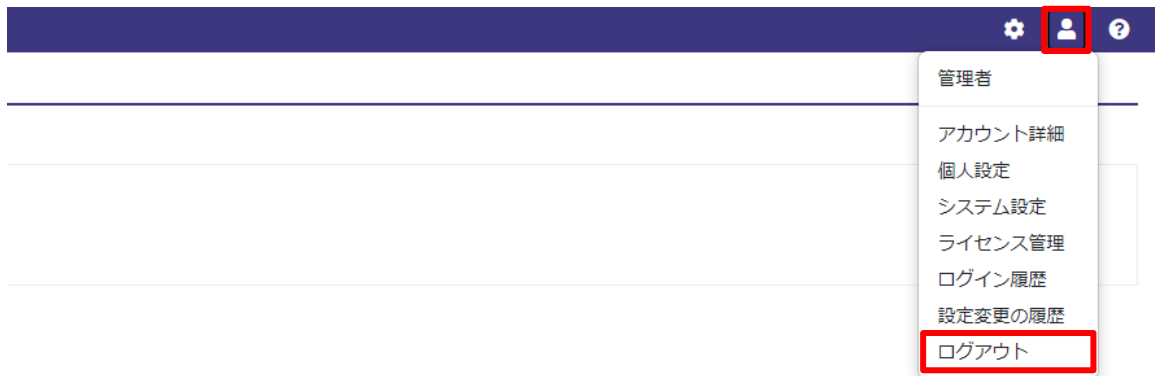 管理者
アカウント詳細
個人設定
システム設定
ライセンス管理
ログイン履歴
設定変更の履歴
ログアウト